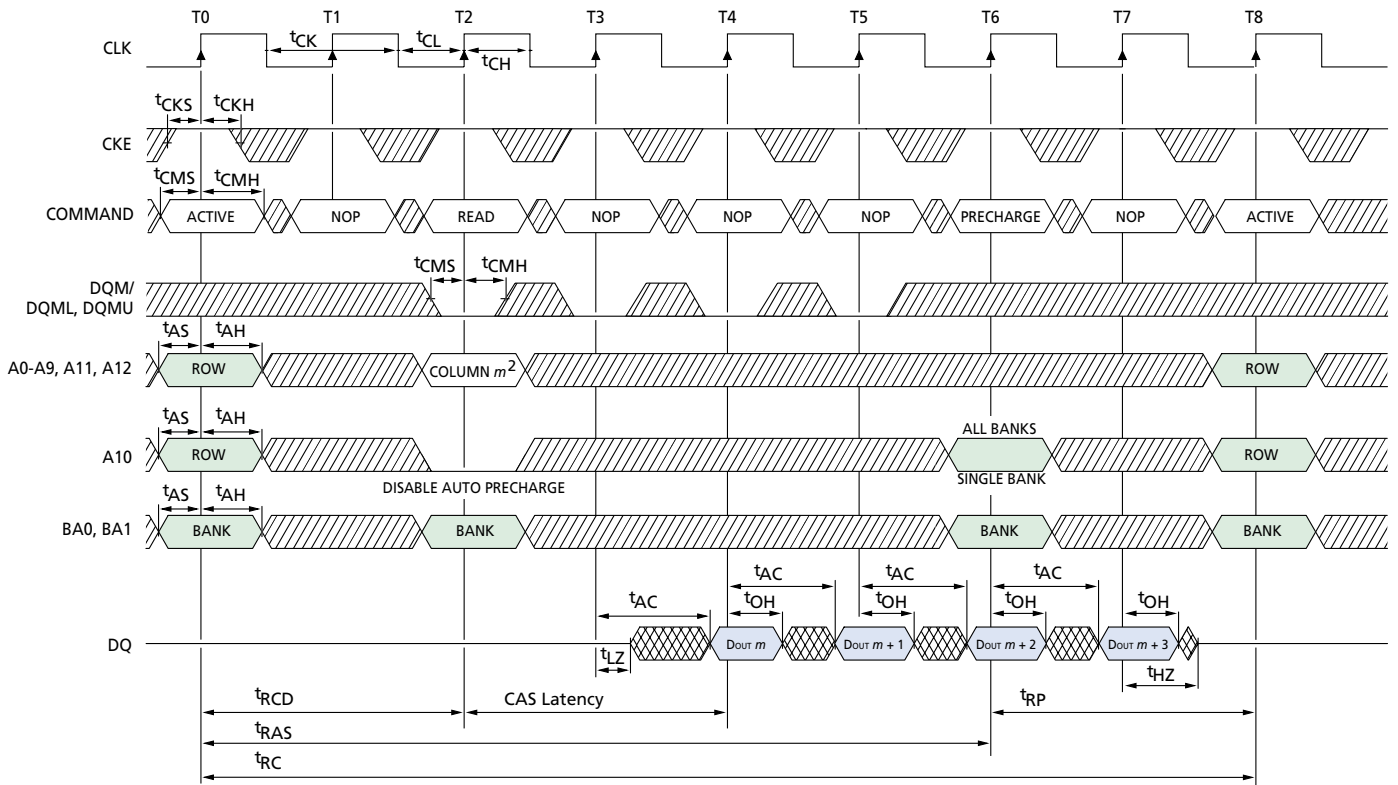 T0 T1 T2 T3 T4 T5 T6 T7 T8
CLK
tCK tCL
tCH
tCKS tCKH
CKE
tCMS tCMH
COMMAND ACTIVE NOP READ NOP NOP NOP PRECHARGE NOP ACTIVE
tCMS tCMH
DQM/
DQML, DQMU
tAS tAH
A0-A9, A11, A12 ROW COLUMN m2 ROW
tAS tAH ALL BANKS
A10 ROW ROW
DISABLE AUTO PRECHARGE SINGLE BANK
tAS tAH
BA0, BA1 BANK BANK BANK BANK
tAC tAC tAC
tAC tOH tOH tOH tOH
DQ DOUT m DOUT m + 1 DOUT m + 2 DOUT m + 3
tLZ tHZ
tRCD CAS Latency tRP
tRAS
tRC